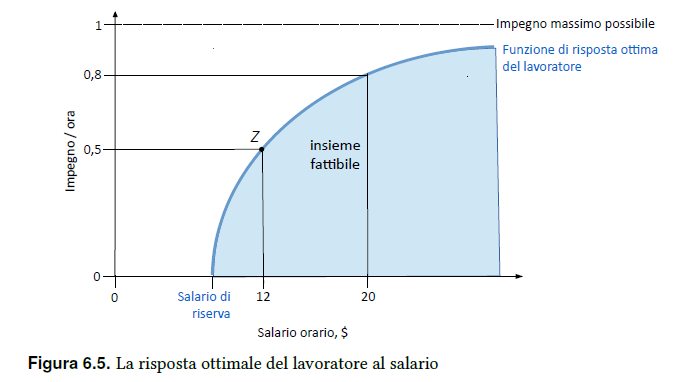 1
Impegno massimo possibile
Funzione di risposta ottima
del lavoratore
0,8
Z
insieme
fattibile
0,5
Impegno / ora
0
0
Salario di
riserva
12
20
Salario orario, $
Figura 6.5. La risposta ottimale del lavoratore al salario